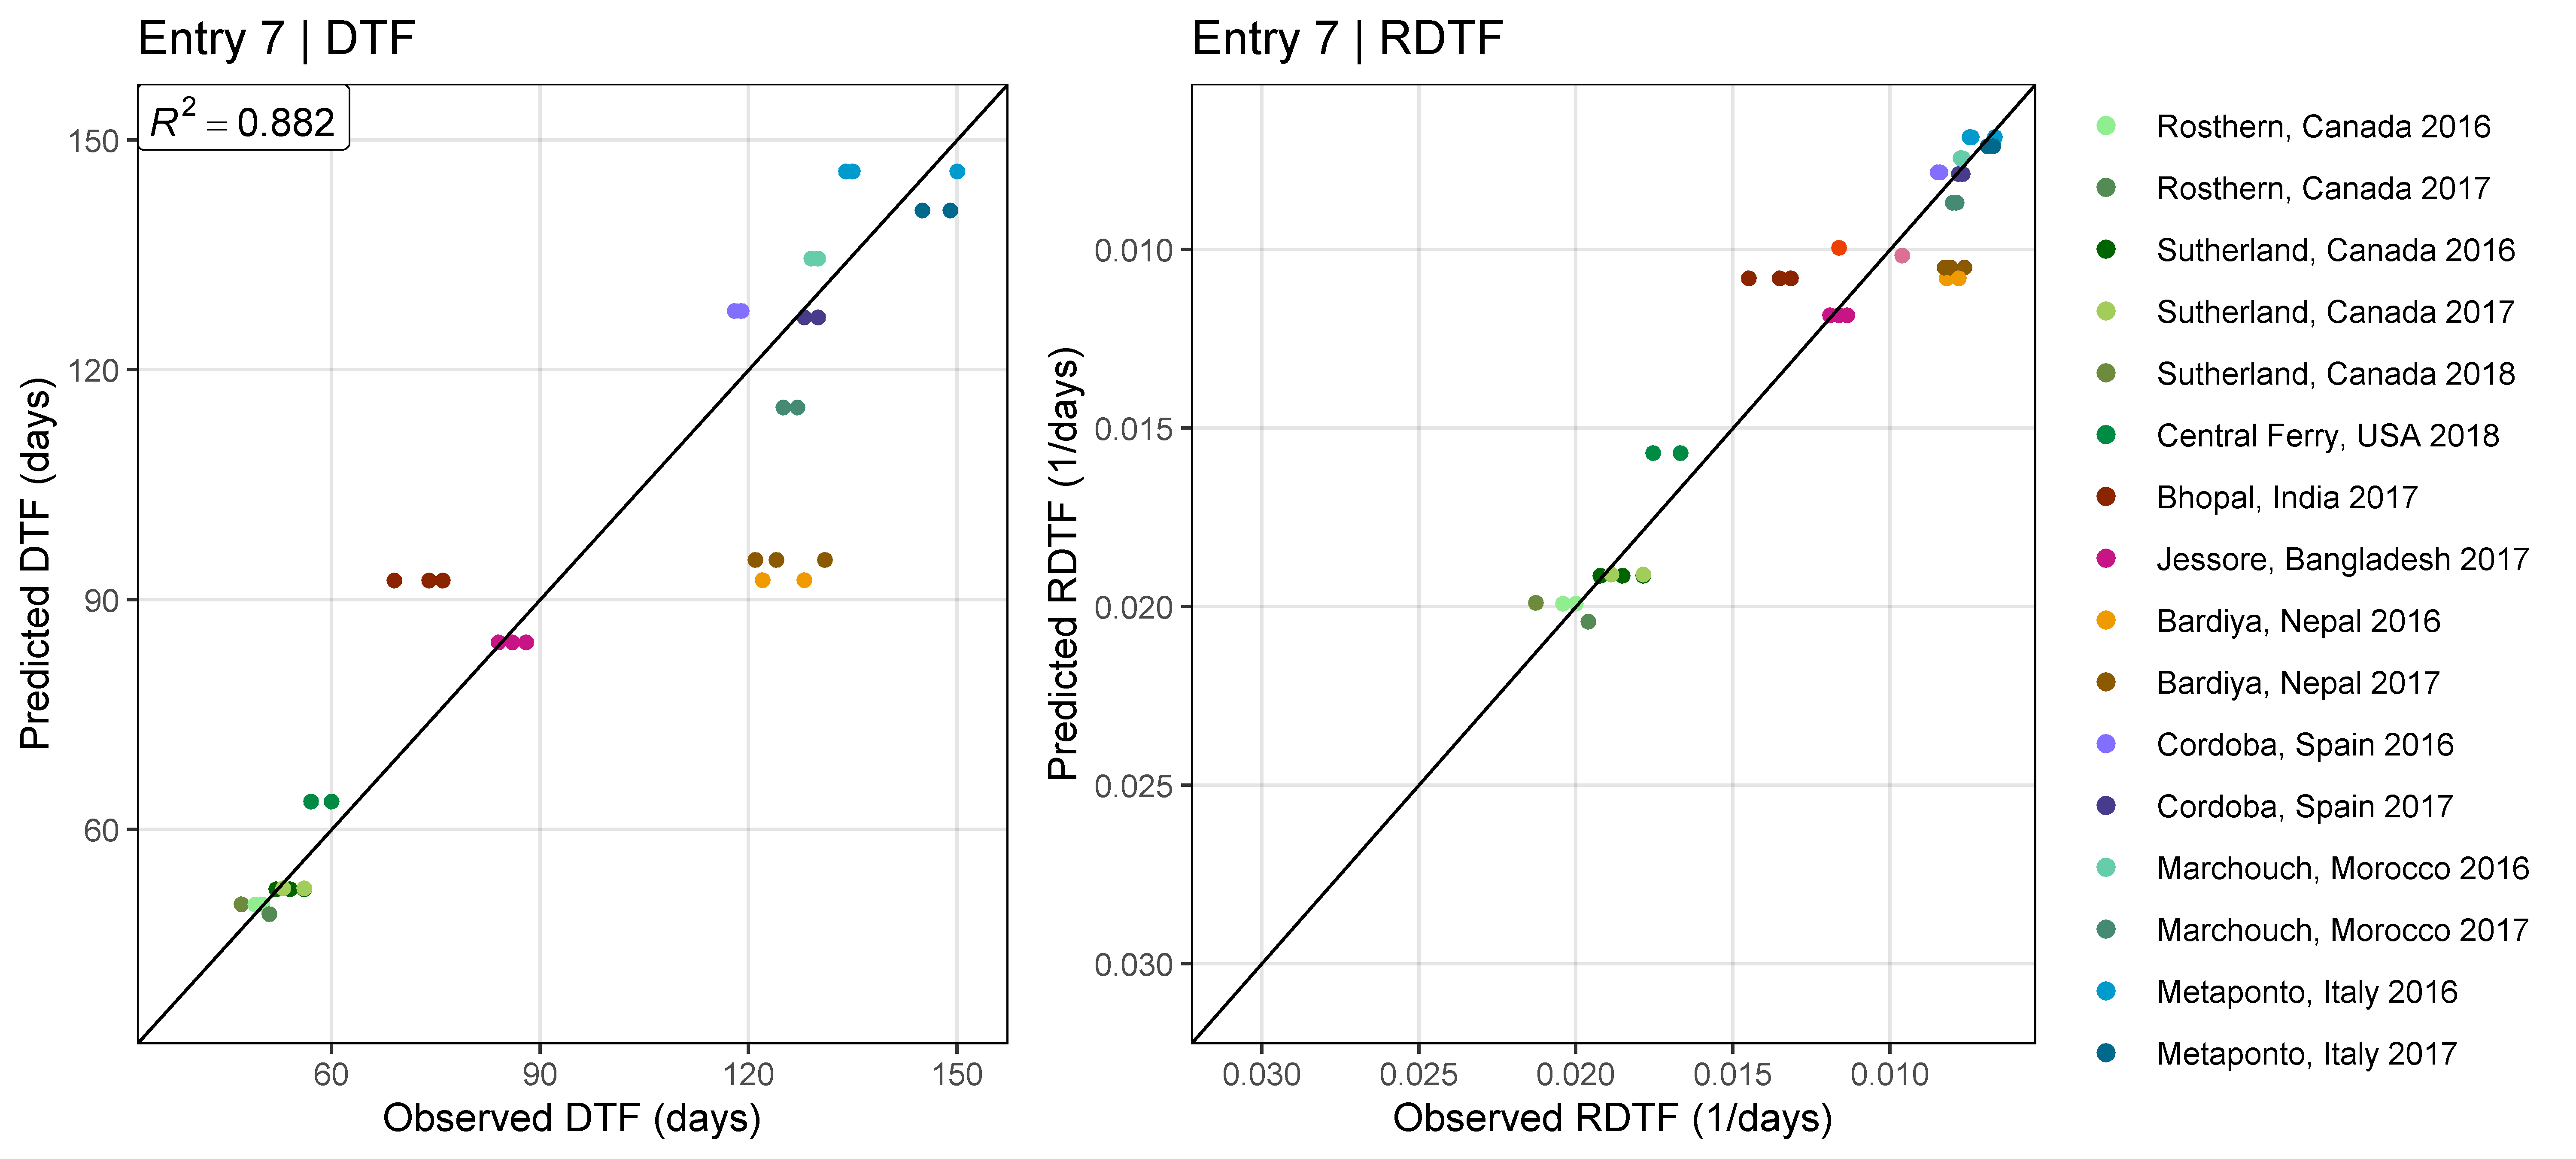 Entry 7 | DTF
R² = 0.882
Predicted DTF (days)
150
120
90
60
60
90
120
150
Observed DTF (days)
Entry 7 | RDTF
Predicted RDTF (1/days)
0.010
0.015
0.020
0.025
0.030
0.030
0.025
0.020
0.015
0.010
Observed RDTF (1/days)
Rosthern, Canada 2016
Rosthern, Canada 2017
Sutherland, Canada 2016
Sutherland, Canada 2017
Sutherland, Canada 2018
Central Ferry, USA 2018
Bhopal, India 2017
Jessore, Bangladesh 2017
Bardiya, Nepal 2016
Bardiya, Nepal 2017
Cordoba, Spain 2016
Cordoba, Spain 2017
Marchouch, Morocco 2016
Marchouch, Morocco 2017
Metaponto, Italy 2016
Metaponto, Italy 2017